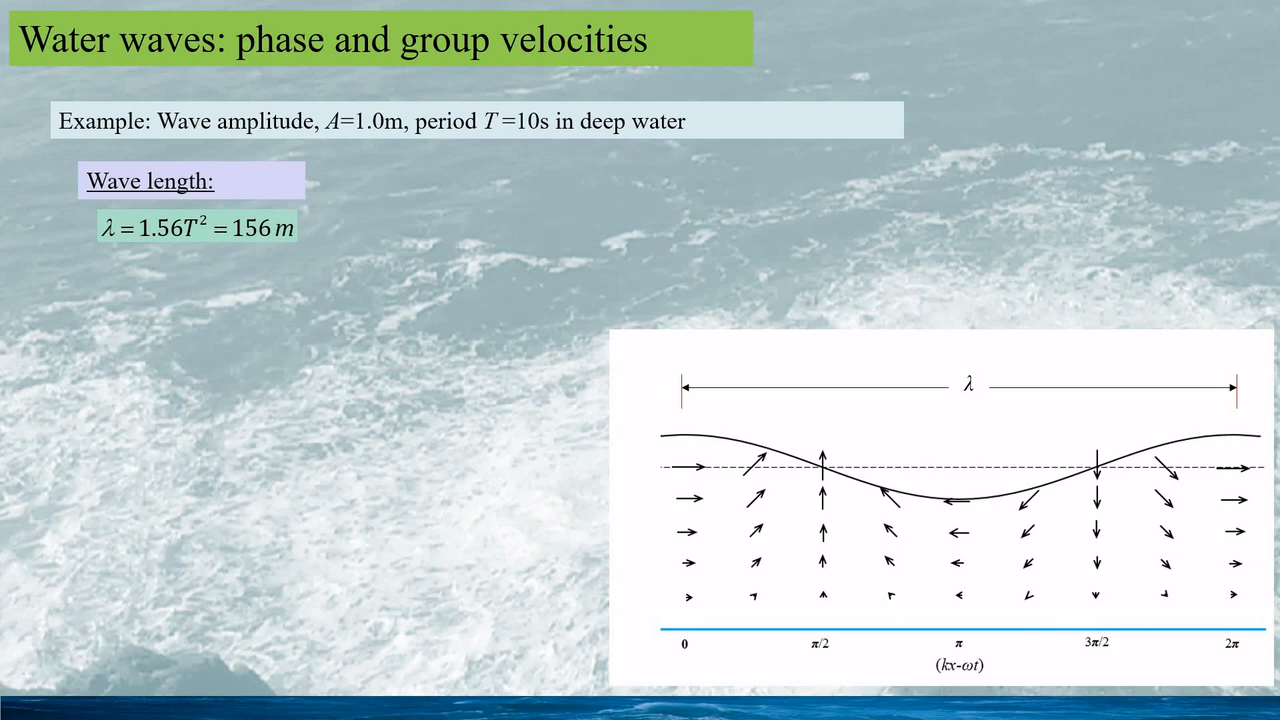 Water waves: phase and group velocities
Example: Wave amplitude, A=1.0m, period T =10s in deep water
Wave length:
λ = 1.56T² = 156 m
λ
0 π/2 π 3π/2 2π
(kx-ωt)